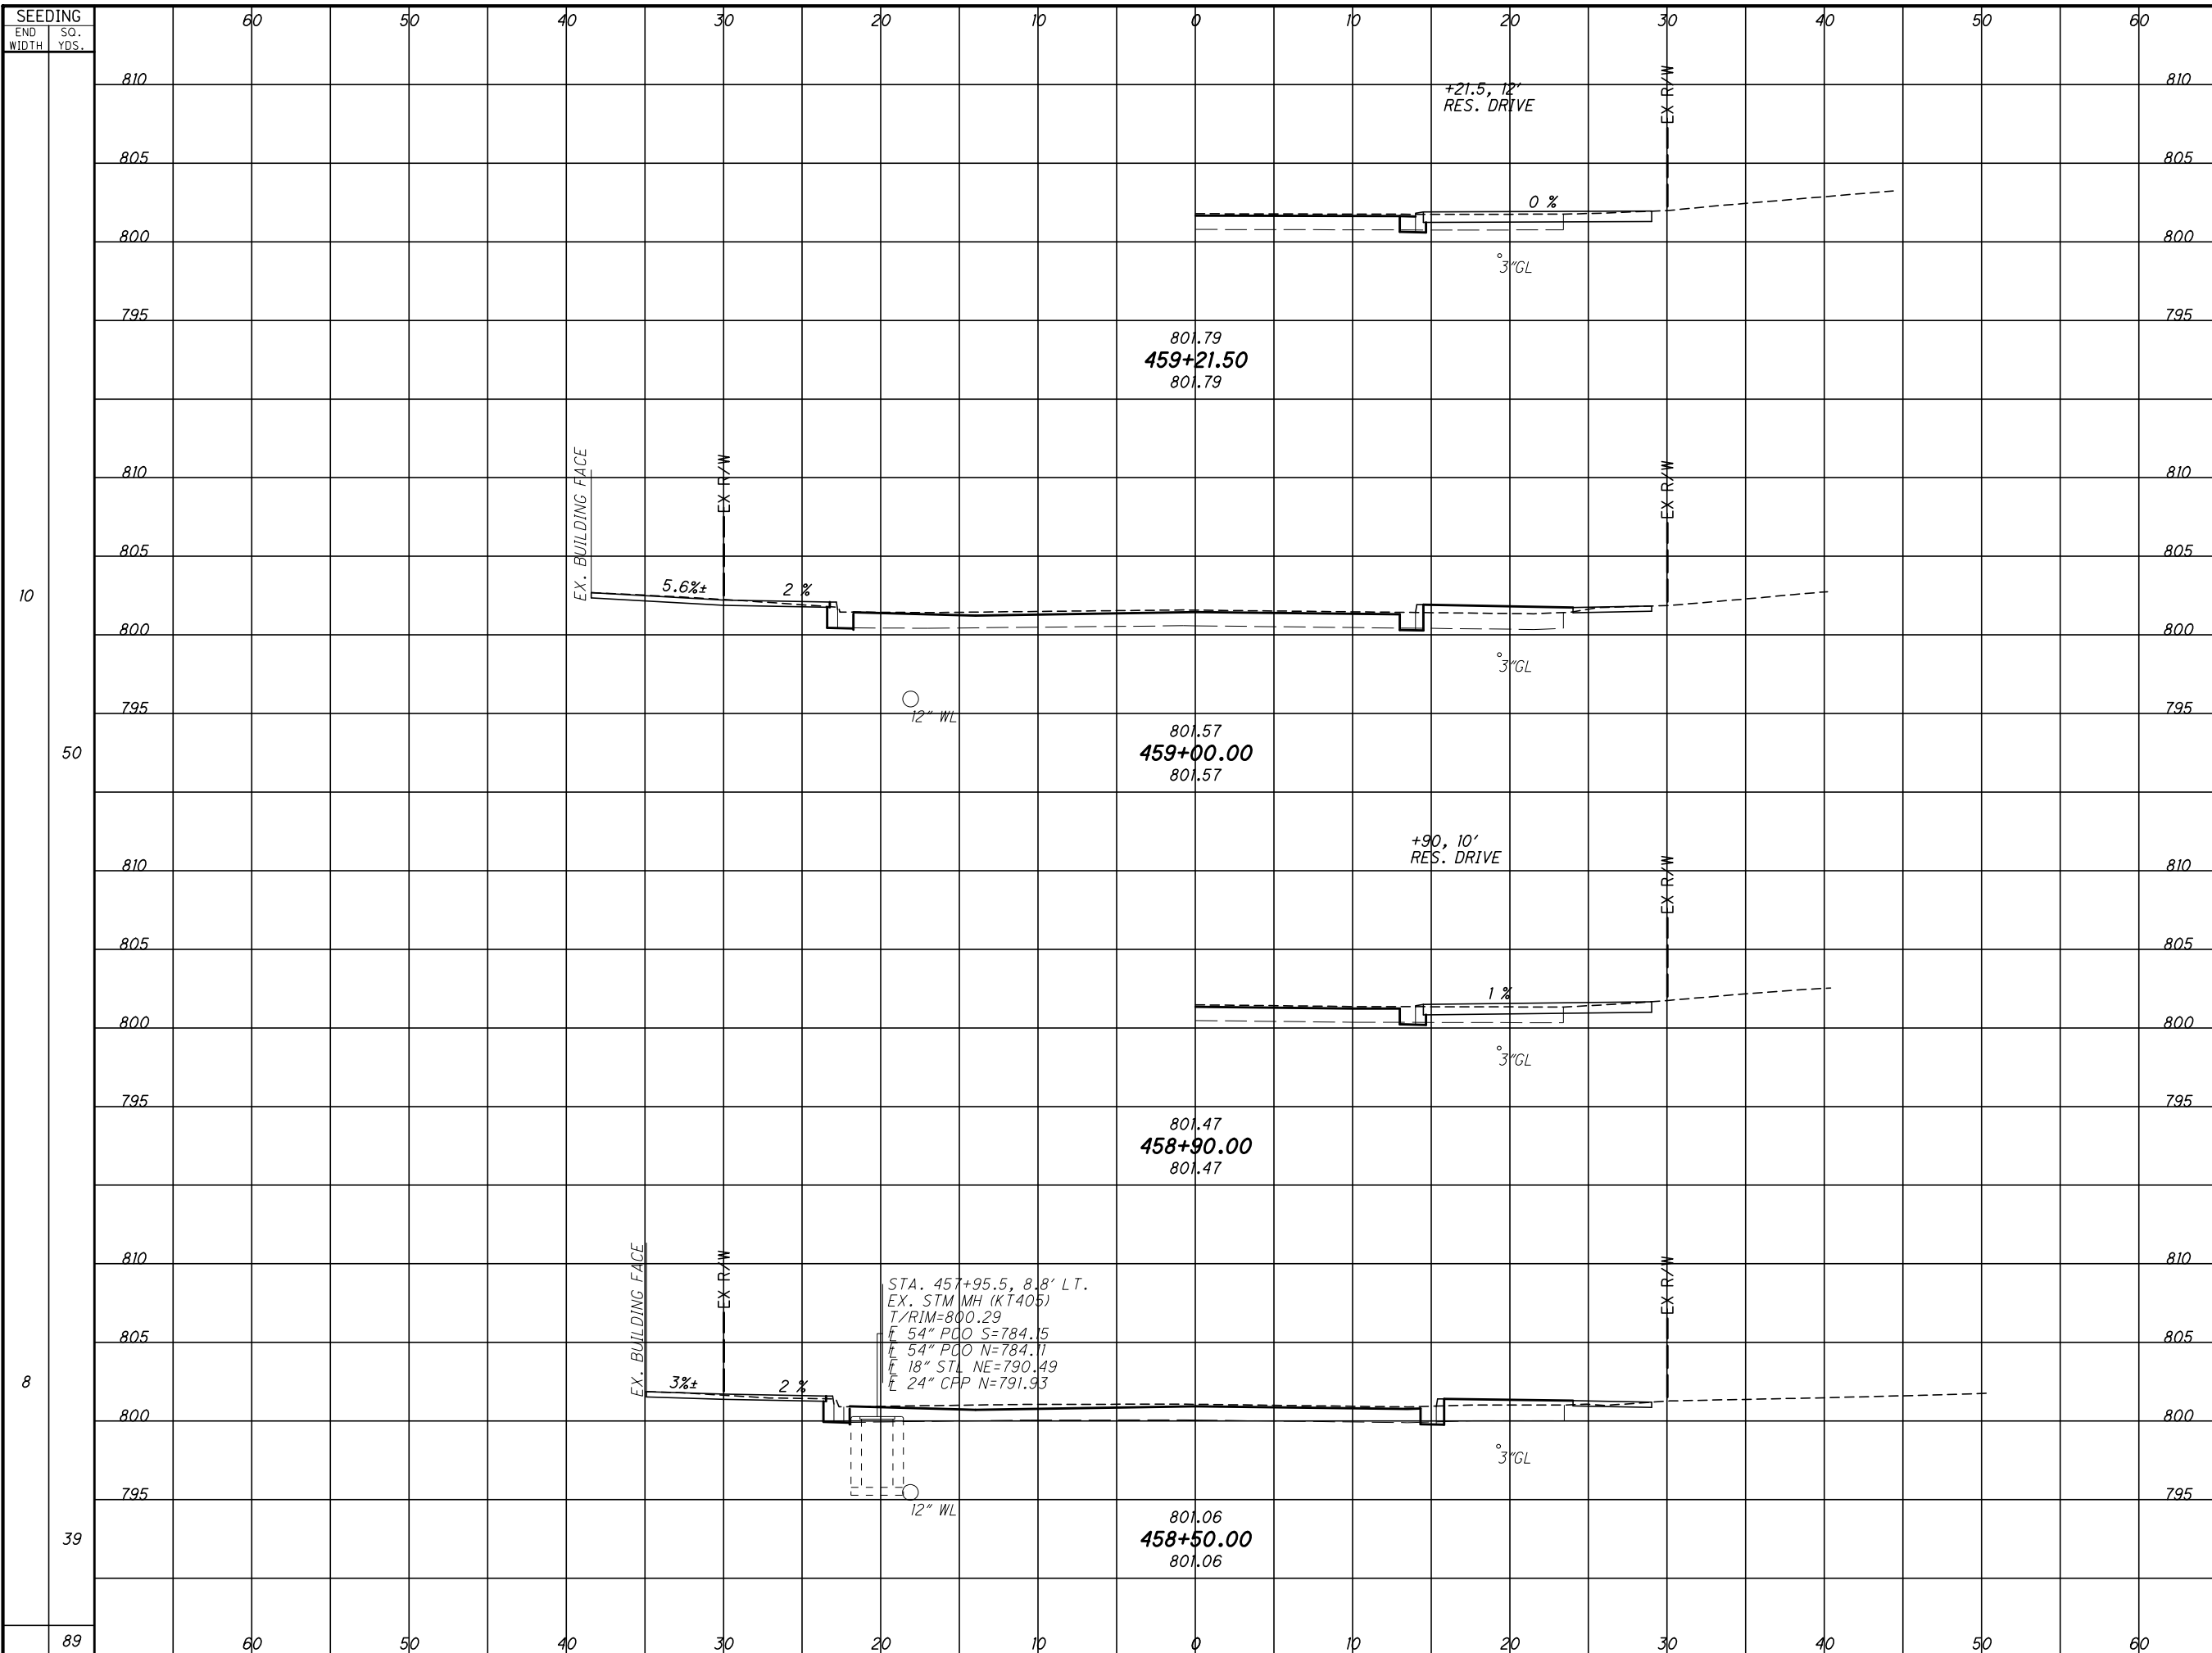 SEEDING
END WIDTH
SQ. YDS.
60 50 40 30 20 10 0 10 20 30 40 50 60
810 810
+21.5, 12'
RES. DRIVE
EX R/W
805 805
0 %
800 800
3"GL
795 795
801.79
459+21.50
801.79
EX. BUILDING FACE
EX R/W
EX R/W
810 810
805 805
10
5.6%±
2 %
800 800
3"GL
795 795
12" WL
50
801.57
459+00.00
801.57
+90, 10'
RES. DRIVE
EX R/W
810 810
805 805
1 %
800 800
3"GL
795 795
801.47
458+90.00
801.47
EX. BUILDING FACE
EX R/W
EX R/W
810 810
STA. 457+95.5, 8.8' LT.
EX. STM MH (KT405)
T/RIM=800.29
805 805
54" PCO S=784.15
54" PCO N=784.11
18" STL NE=790.49
24" CPP N=791.93
8
3%±
2 %
800 800
3"GL
795 795
12" WL
39
801.06
458+50.00
801.06
89
60 50 40 30 20 10 0 10 20 30 40 50 60